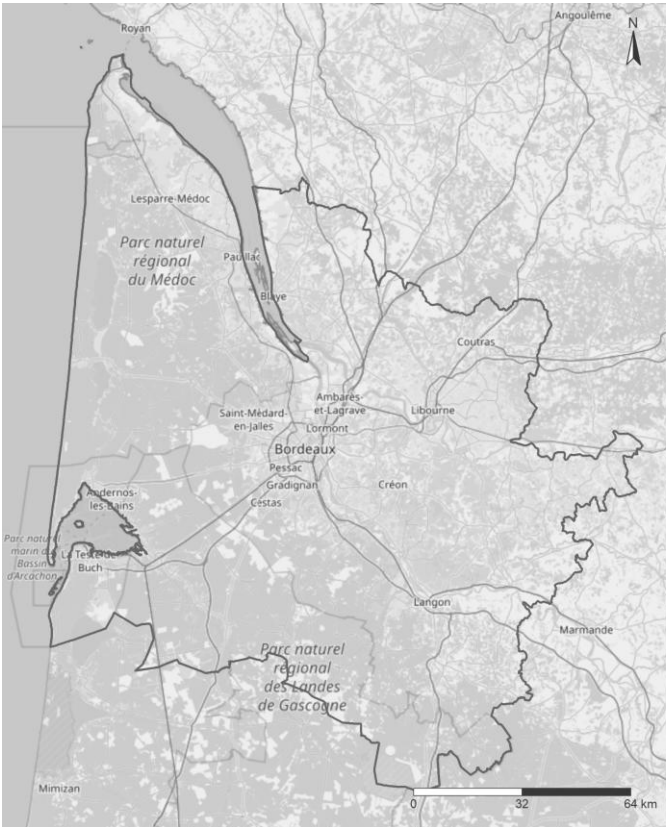 Angoulême
Royan
N
Lesparre-Médoc
Parc naturel
régional
du Médoc
Pauillac
Blaye
Coutras
Ambarès-
et-Lagrave
Saint-Médard-
en-Jalles
Libourne
Lormont
Bordeaux
Pessac
Gradignan
Créon
Andernos-
les-Bains
Cestas
Parc naturel
marin du
Bassin
d'Arcachon
La Teste-de-
Buch
Langon
Marmande
Parc naturel
régional
des Landes
de Gascogne
Mimizan
0 32 64 km